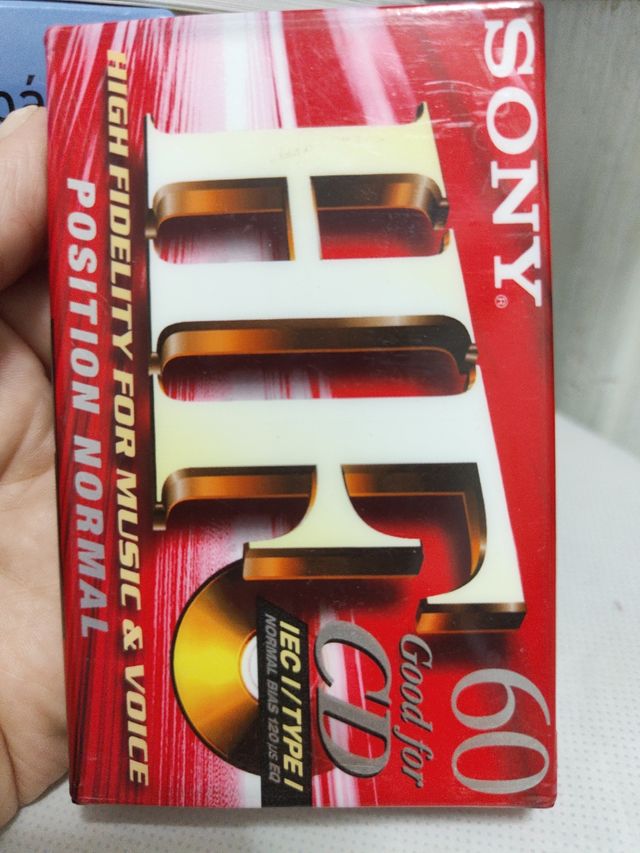 SONY
HF
60
Good for
CD
IEC I / TYPE I
NORMAL BIAS 120 µs EQ
HIGH FIDELITY FOR MUSIC & VOICE
POSITION NORMAL